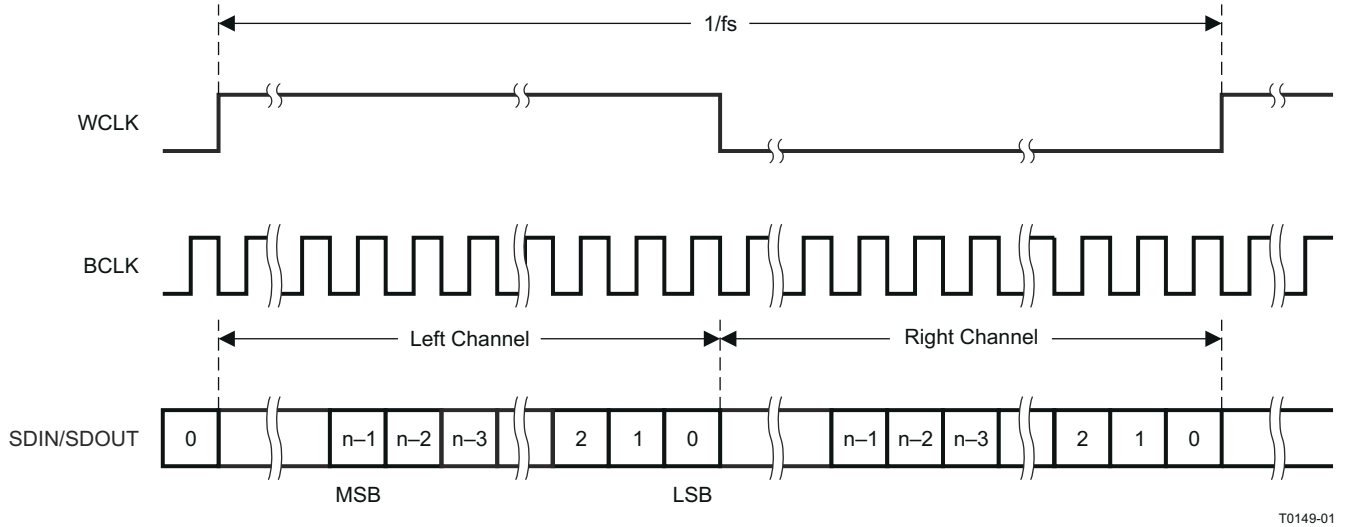 1/fs
WCLK
BCLK
Left Channel
Right Channel
SDIN/SDOUT 0 n–1 n–2 n–3 2 1 0 n–1 n–2 n–3 2 1 0
MSB LSB
T0149-01